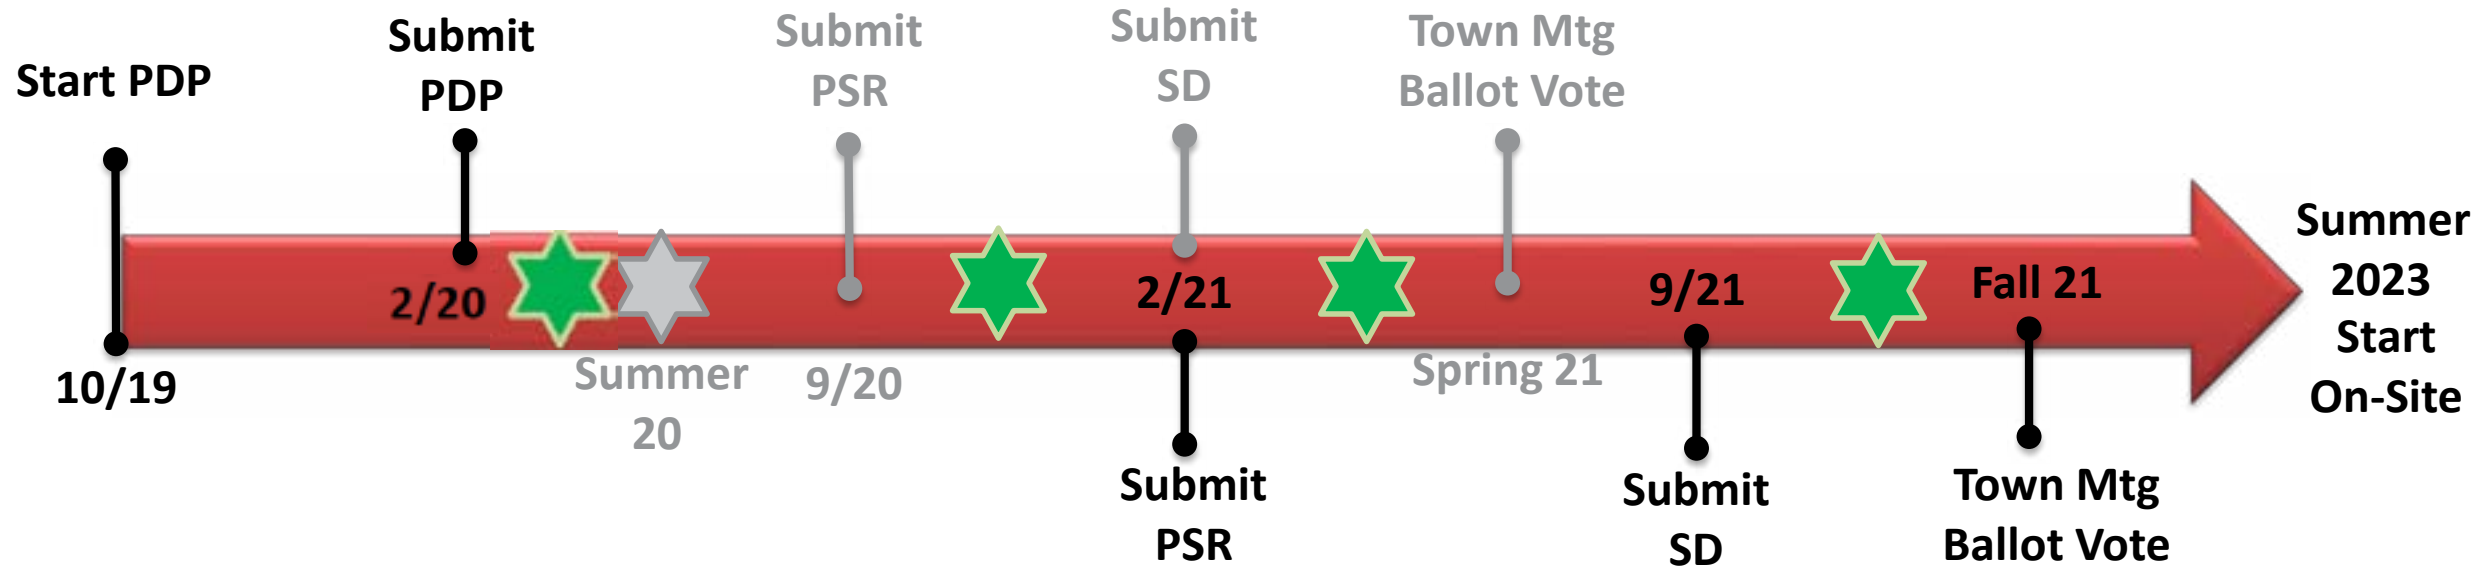 Start PDP
Submit
PDP
Submit
PSR
Submit
SD
Town Mtg
Ballot Vote
10/19
2/20
Summer
20
9/20
2/21
Spring 21
9/21
Fall 21
Summer
2023
Start
On-Site
Submit
PSR
Submit
SD
Town Mtg
Ballot Vote